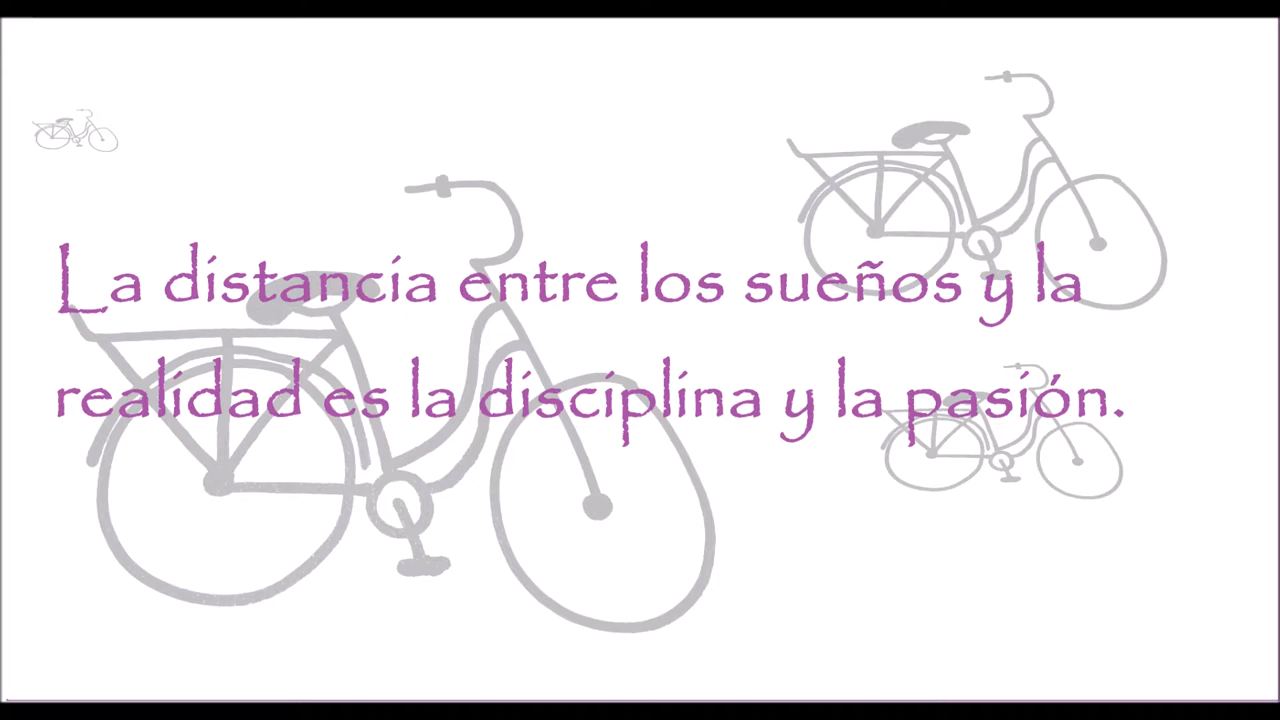 La distancia entre los sueños y la
realidad es la disciplina y la pasión.